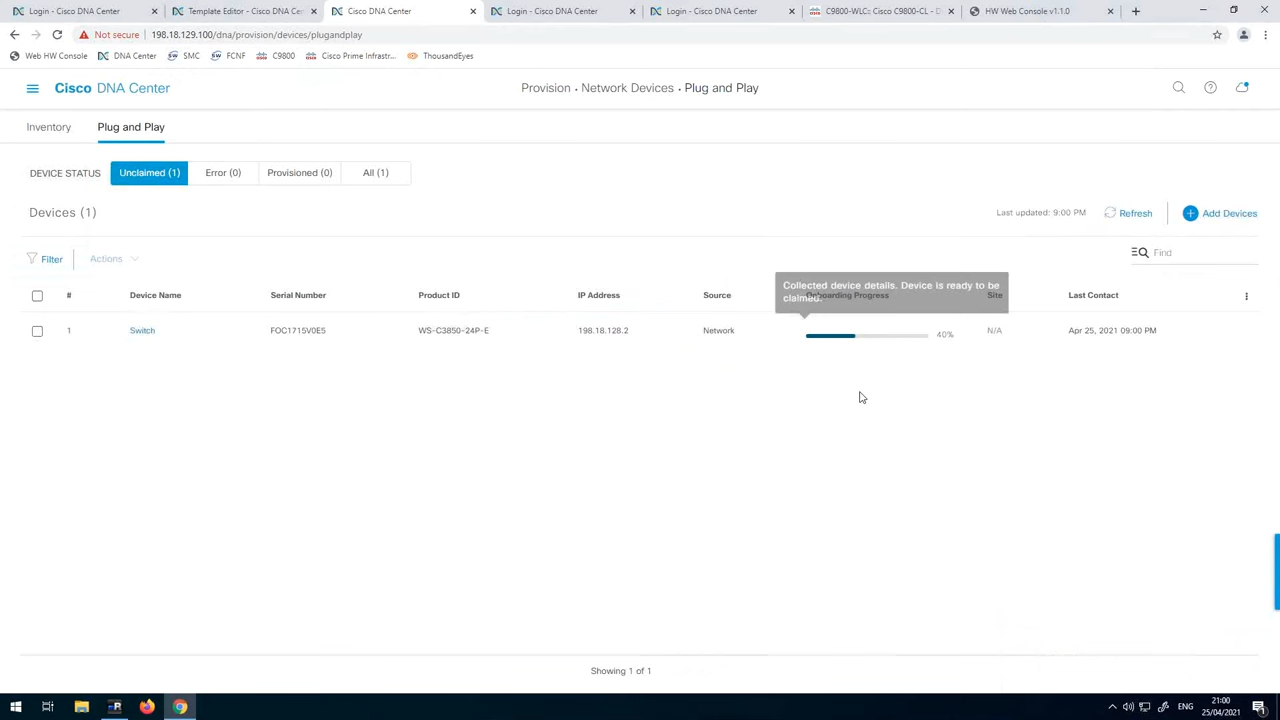 Login - Cisco DNA Center
Template Editor - Cisco DNA Ce
Cisco DNA Center
Login - Cisco DNA Center
Login - Cisco DNA Center
C9800-WLC: Cisco C9800-CL - D
HW Web Console v1.1.0
Not secure 198.18.129.100/dna/provision/devices/plugandplay
Web HW Console DNA Center SMC FCNF C9800 Cisco Prime Infrastr... ThousandEyes
Cisco DNA Center
Provision • Network Devices • Plug and Play
Inventory Plug and Play
DEVICE STATUS Unclaimed (1) Error (0) Provisioned (0) All (1)
Devices (1) Last updated: 9:00 PM Refresh Add Devices
Filter Actions Find
Collected device details. Device is ready to be
claimed.
# Device Name Serial Number Product ID IP Address Source Onboarding Progress Site Last Contact
1 Switch FOC1715V0E5 WS-C3850-24P-E 198.18.128.2 Network 40% N/A Apr 25, 2021 09:00 PM
Showing 1 of 1
ENG
21:00
25/04/2021
1